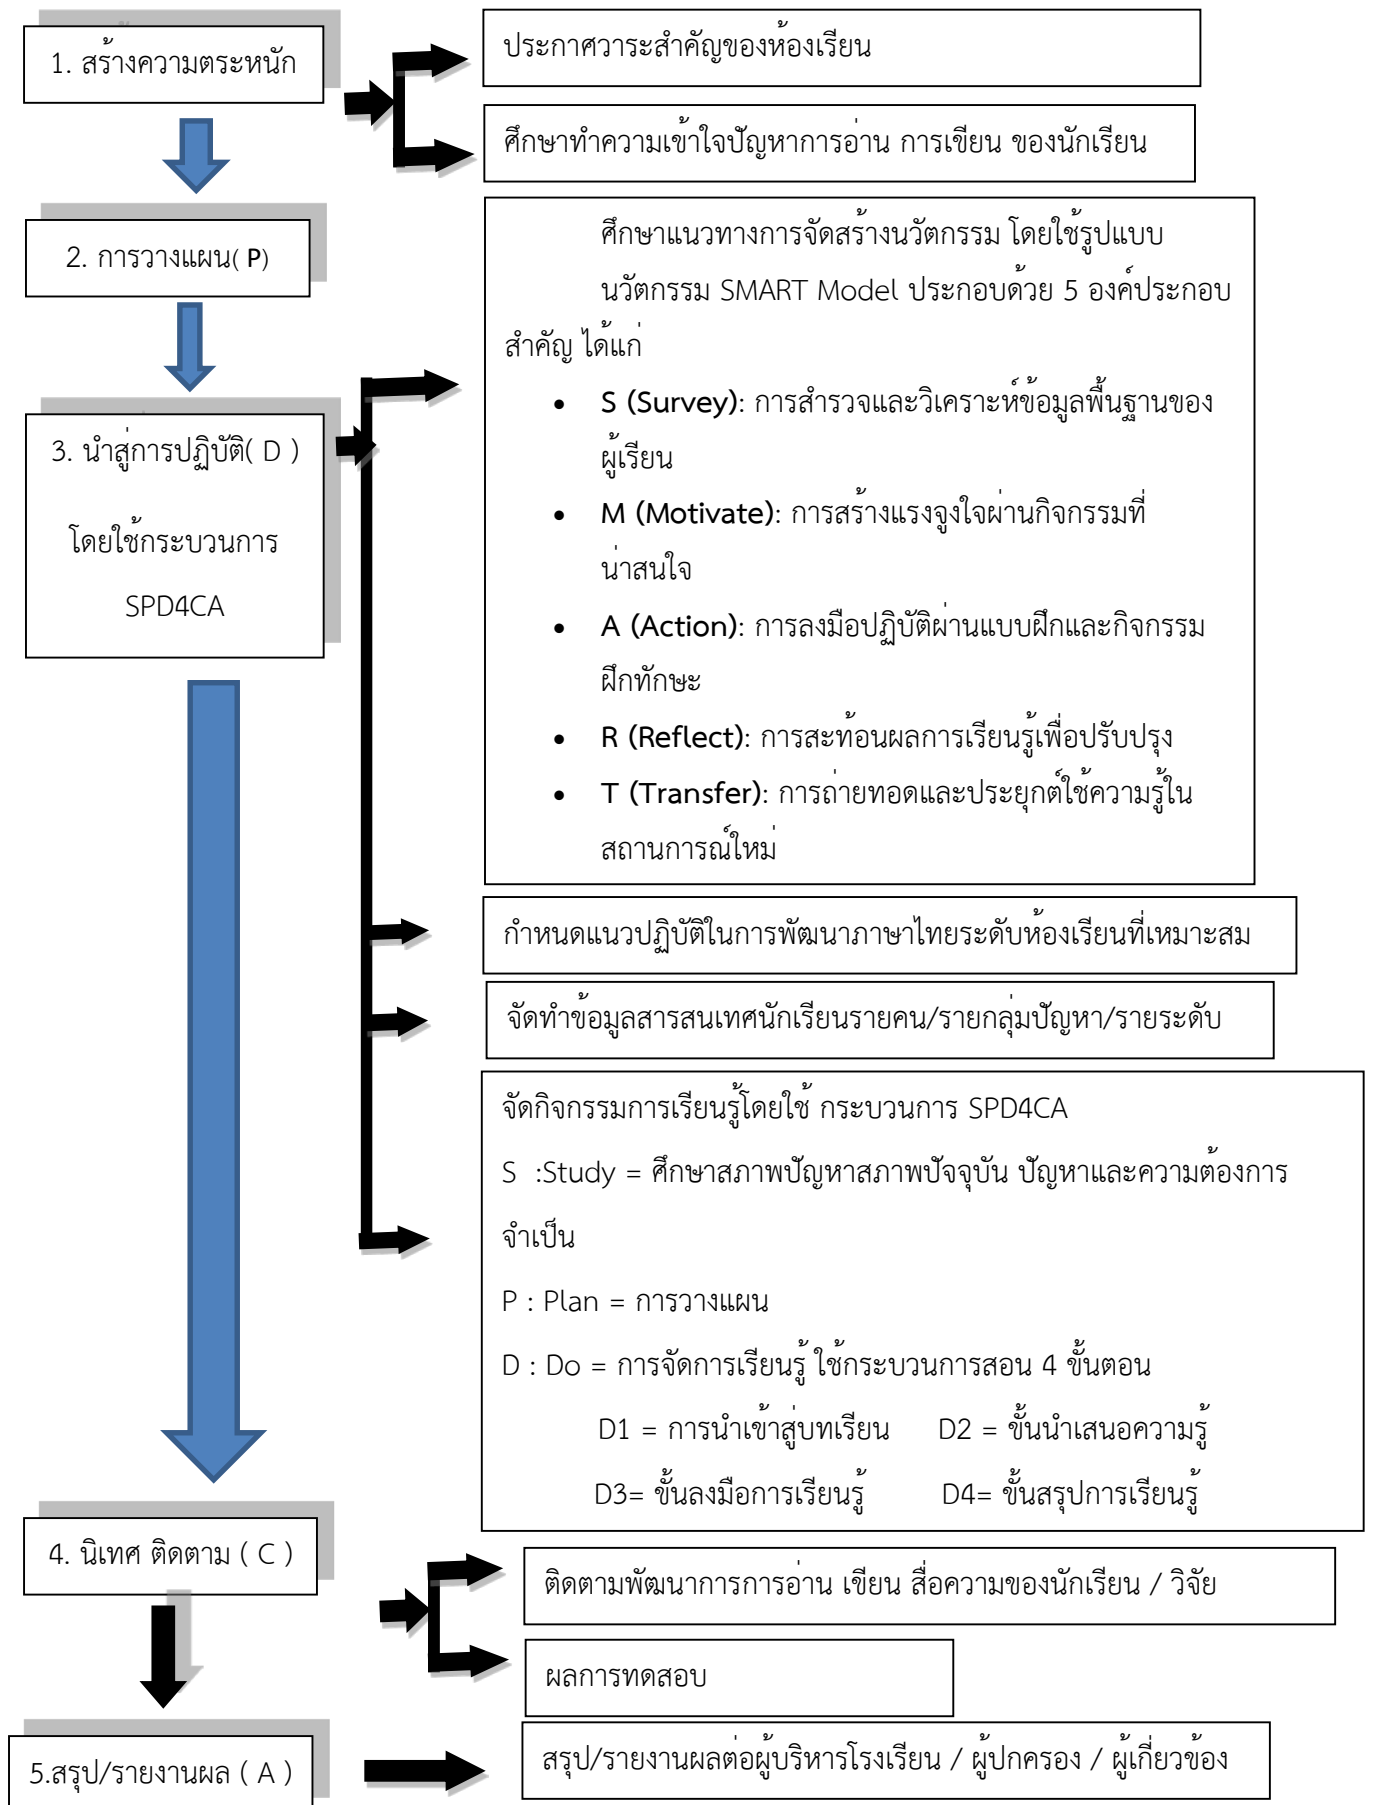 1. สร้างความตระหนัก
ประกาศวาระสำคัญของห้องเรียน
ศึกษาทำความเข้าใจปัญหาการอ่าน การเขียน ของนักเรียน
2. การวางแผน( P)
ศึกษาแนวทางการจัดสร้างนวัตกรรม โดยใช้รูปแบบ
นวัตกรรม SMART Model ประกอบด้วย 5 องค์ประกอบ
สำคัญ ได้แก่
• S (Survey): การสำรวจและวิเคราะห์ข้อมูลพื้นฐานของ
ผู้เรียน
• M (Motivate): การสร้างแรงจูงใจผ่านกิจกรรมที่
น่าสนใจ
• A (Action): การลงมือปฏิบัติผ่านแบบฝึกและกิจกรรม
ฝึกทักษะ
• R (Reflect): การสะท้อนผลการเรียนรู้เพื่อปรับปรุง
• T (Transfer): การถ่ายทอดและประยุกต์ใช้ความรู้ใน
สถานการณ์ใหม่
3. นำสู่การปฏิบัติ( D )
โดยใช้กระบวนการ
SPD4CA
กำหนดแนวปฏิบัติในการพัฒนาภาษาไทยระดับห้องเรียนที่เหมาะสม
จัดทำข้อมูลสารสนเทศนักเรียนรายคน/รายกลุ่มปัญหา/รายระดับ
จัดกิจกรรมการเรียนรู้โดยใช้ กระบวนการ SPD4CA
S :Study = ศึกษาสภาพปัญหาสภาพปัจจุบัน ปัญหาและความต้องการ
จำเป็น
P : Plan = การวางแผน
D : Do = การจัดการเรียนรู้ ใช้กระบวนการสอน 4 ขั้นตอน
D1 = การนำเข้าสู่บทเรียน D2 = ขั้นนำเสนอความรู้
D3= ขั้นลงมือการเรียนรู้ D4= ขั้นสรุปการเรียนรู้
4. นิเทศ ติดตาม ( C )
ติดตามพัฒนาการการอ่าน เขียน สื่อความของนักเรียน / วิจัย
ผลการทดสอบ
5.สรุป/รายงานผล ( A )
สรุป/รายงานผลต่อผู้บริหารโรงเรียน / ผู้ปกครอง / ผู้เกี่ยวข้อง